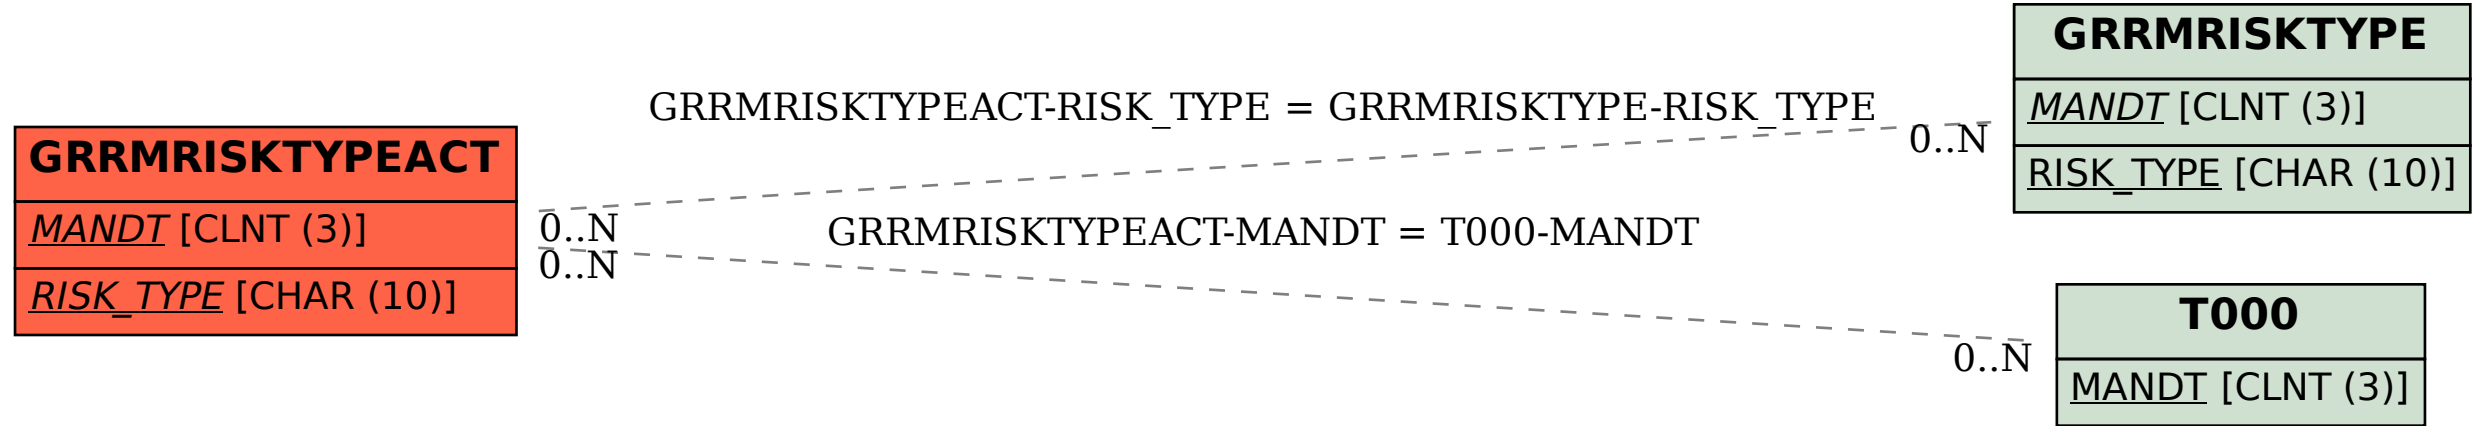 GRRMRISKTYPEACT
MANDT [CLNT (3)]
RISK_TYPE [CHAR (10)]
GRRMRISKTYPEACT-RISK_TYPE = GRRMRISKTYPE-RISK_TYPE
0..N
0..N
GRRMRISKTYPEACT-MANDT = T000-MANDT
0..N
0..N
GRRMRISKTYPE
MANDT [CLNT (3)]
RISK_TYPE [CHAR (10)]
T000
MANDT [CLNT (3)]